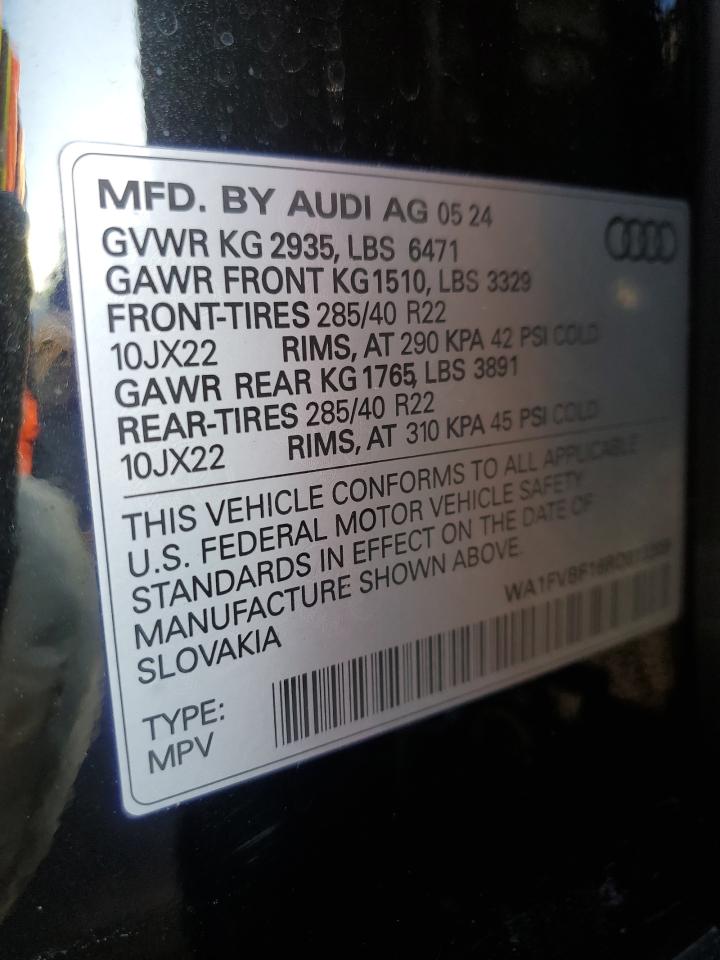 MFD. BY AUDI AG 05 24
GVWR KG 2935, LBS 6471
GAWR FRONT KG1510, LBS 3329
FRONT-TIRES 285/40 R22
10JX22 RIMS, AT 290 KPA 42 PSI COLD
GAWR REAR KG1765, LBS 3891
REAR-TIRES 285/40 R22
10JX22 RIMS, AT 310 KPA 45 PSI COLD
THIS VEHICLE CONFORMS TO ALL APPLICABLE
U.S. FEDERAL MOTOR VEHICLE SAFETY
STANDARDS IN EFFECT ON THE DATE OF
MANUFACTURE SHOWN ABOVE.
SLOVAKIA
TYPE:
MPV